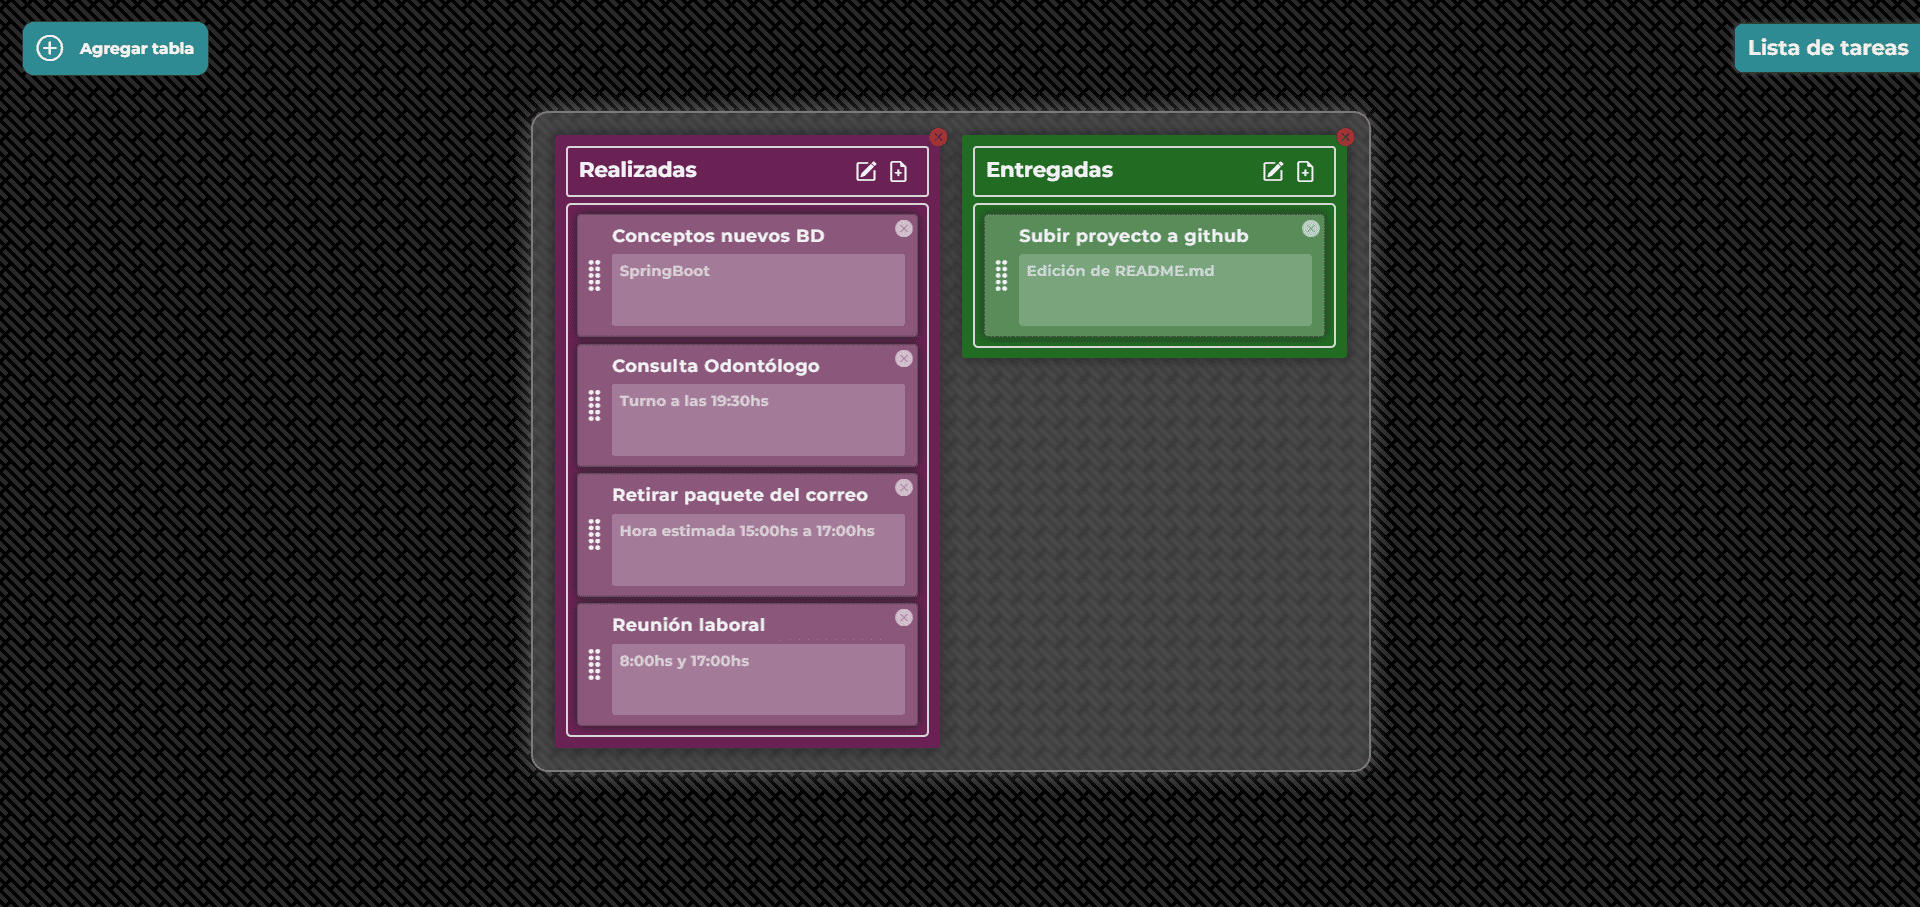 Agregar tabla
Lista de tareas
Realizadas
Conceptos nuevos BD
SpringBoot
Consulta Odontólogo
Turno a las 19:30hs
Retirar paquete del correo
Hora estimada 15:00hs a 17:00hs
Reunión laboral
8:00hs y 17:00hs
Entregadas
Subir proyecto a github
Edición de README.md